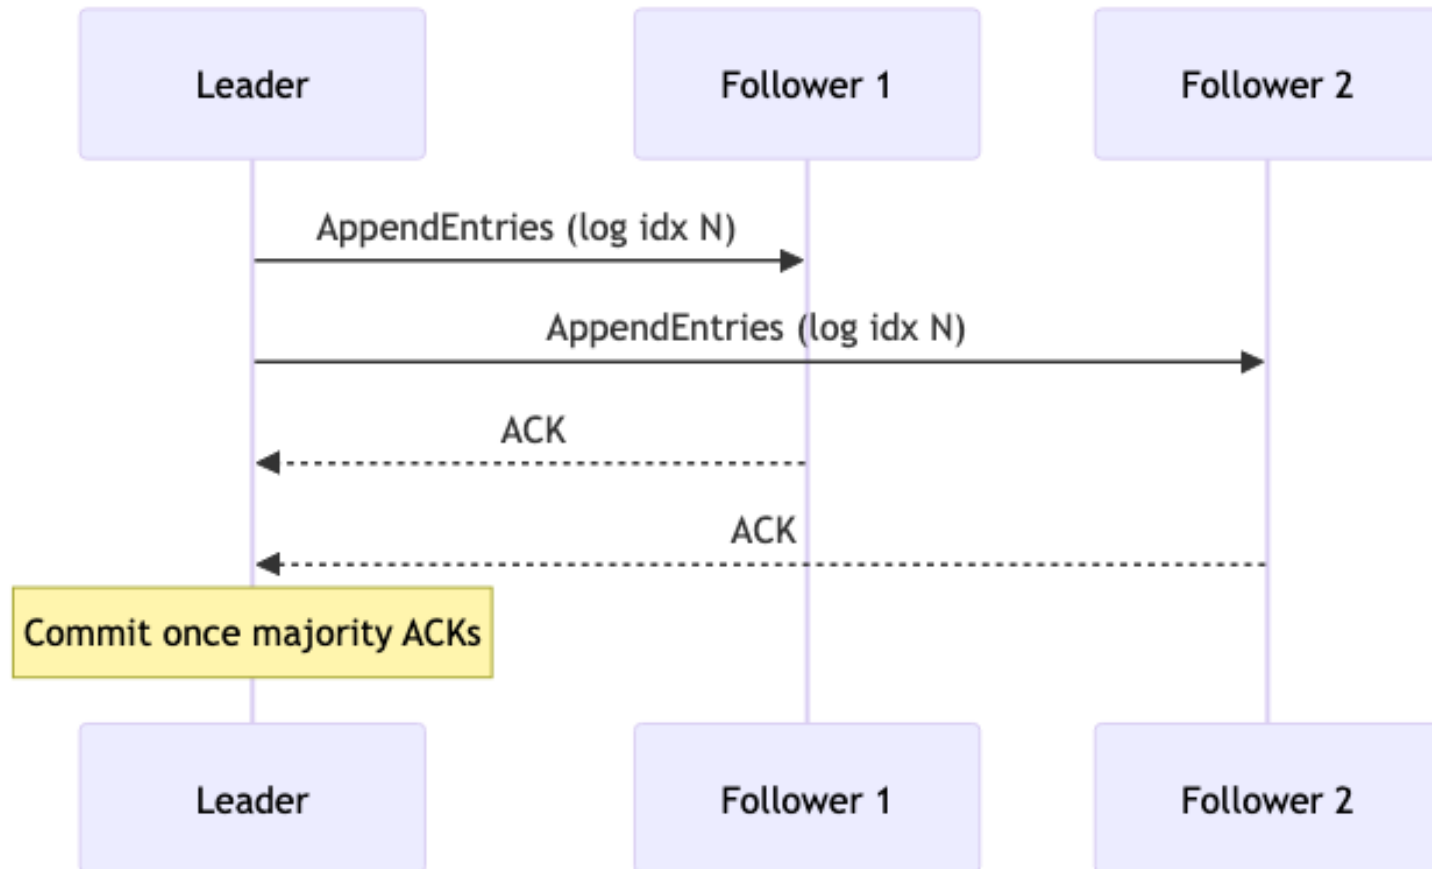 Leader
Follower 1
Follower 2
AppendEntries (log idx N)
AppendEntries (log idx N)
ACK
ACK
Commit once majority ACKs
Leader
Follower 1
Follower 2